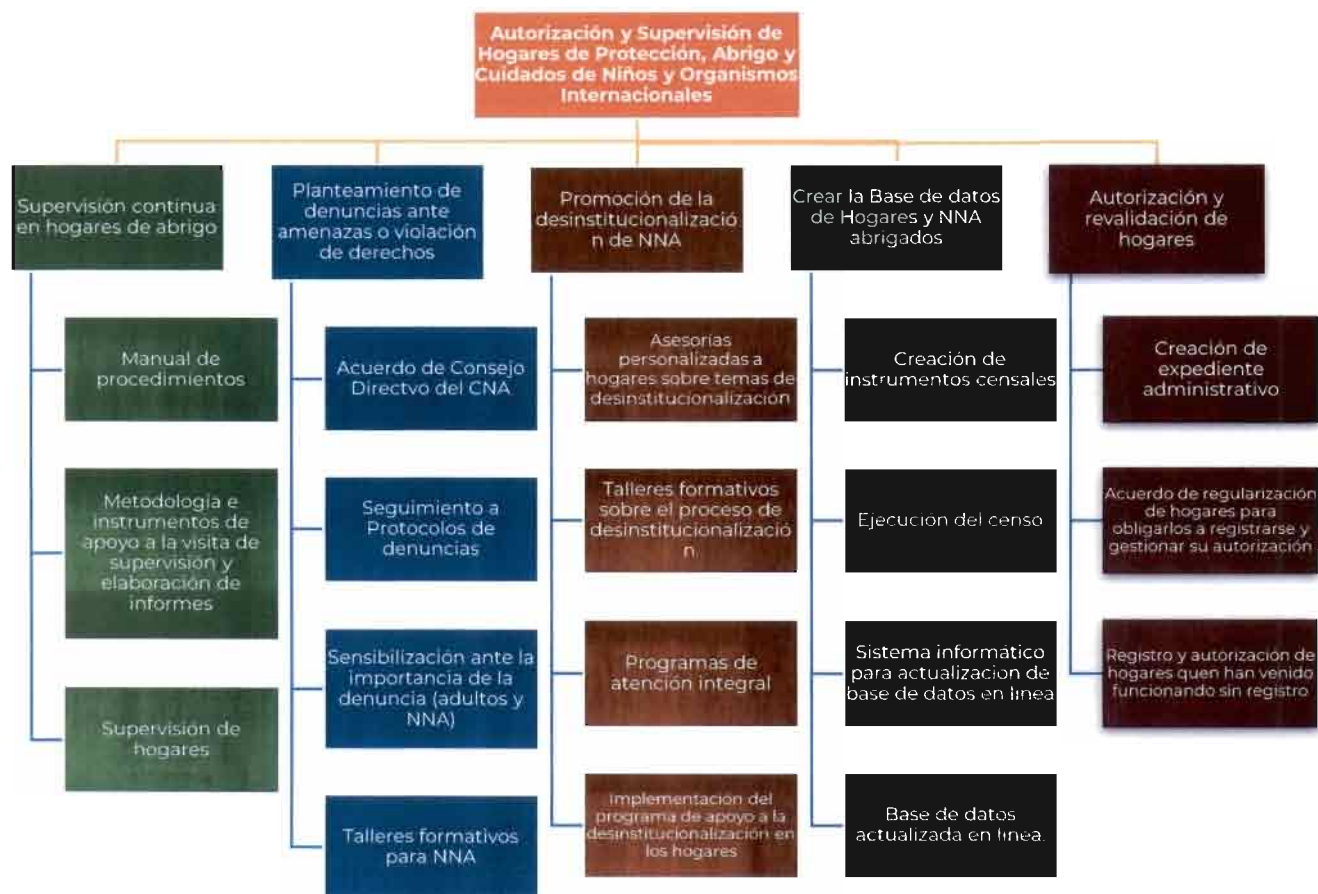 Autorización y Supervisión de
Hogares de Protección, Abrigo y
Cuidados de Niños y Organismos
Internacionales
Supervisión contínua
en hogares de abrigo
Manual de
procedimientos
Metodología e
instrumentos de
apoyo a la visita de
supervisión y
elaboración de
informes
Supervisión de
hogares
Planteamiento de
denuncias ante
amenazas o violación
de derechos
Acuerdo de Consejo
Directvo del CNA
Seguimiento a
Protocolos de
denuncias
Sensibilización ante la
importancia de la
denuncia (adultos y
NNA)
Talleres formativos
para NNA
Promoción de la
desinstitucionalizació
n de NNA
Asesorías
personalizadas a
hogares sobre temas de
desinstitucionalización
Talleres formativos
sobre el proceso de
desinstitucionalizació
n.
Programas de
atención integral
Implementación del
programa de apoyo a la
desinstitucionalización en
los hogares
Crear la Base de datos
de Hogares y NNA
abrigados
Creación de
instrumentos censales
Ejecución del censo
Sistema informático
para actualizacion de
base de datos en linea
Base de datos
actualizada en linea.
Autorización y
revalidación de
hogares
Creación de
expediente
administrativo
Acuerdo de regularización
de hogares para
obligarlos a registrarse y
gestionar su autorización
Registro y autorización de
hogares quen han venido
funcionando sin registro